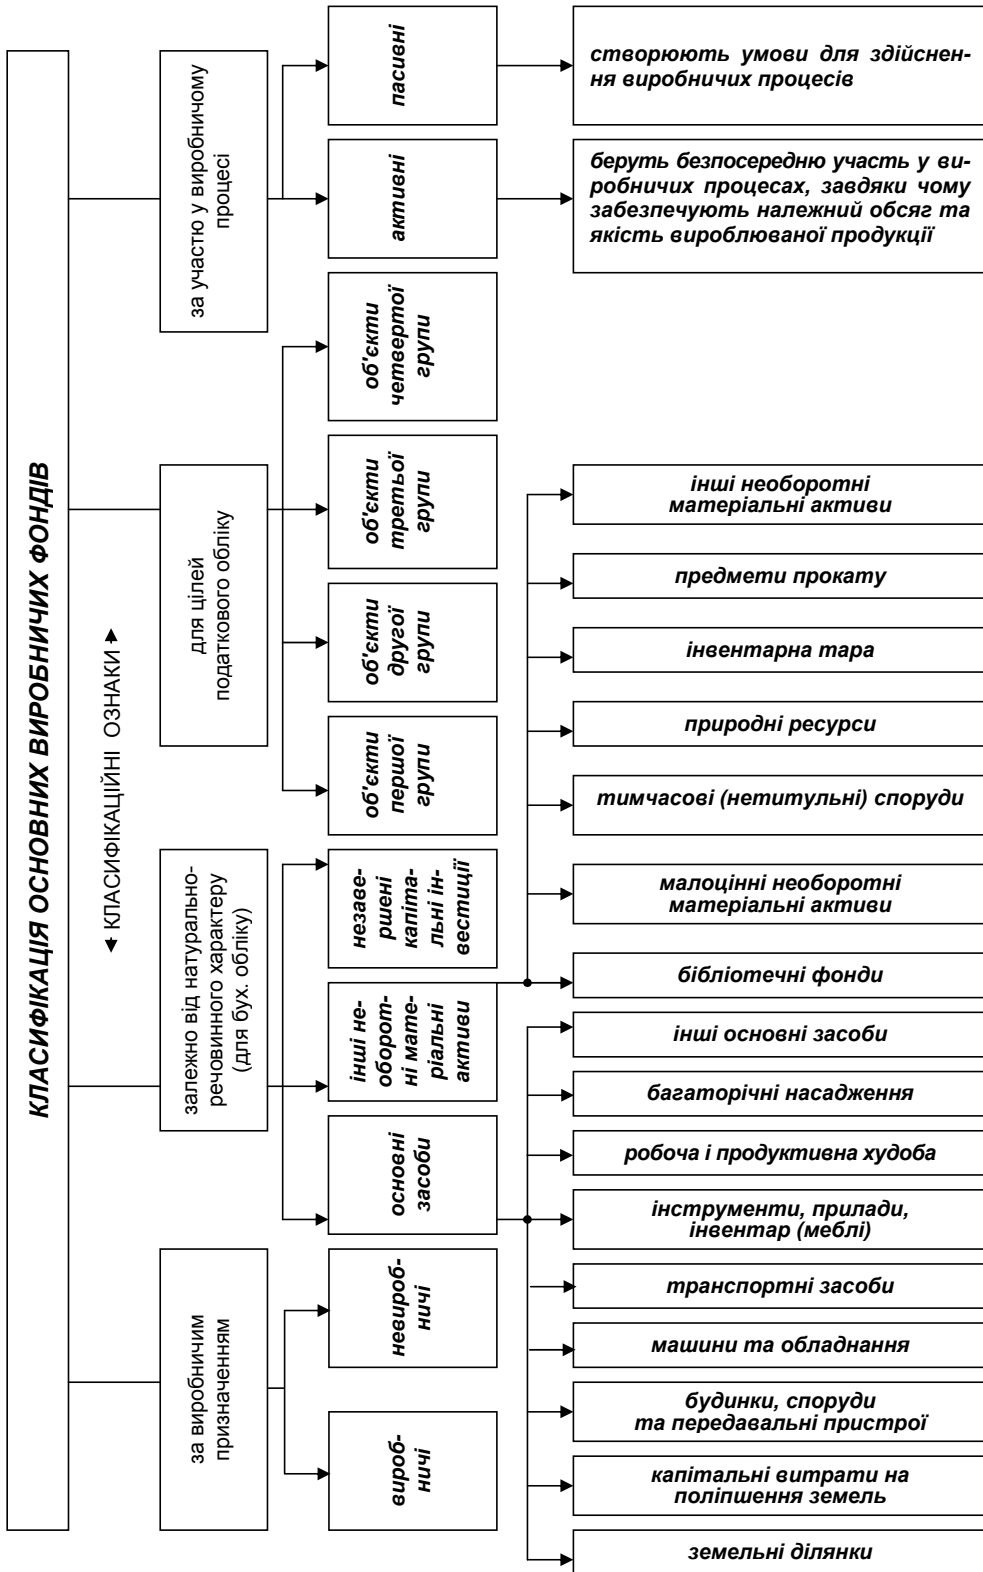 КЛАСИФІКАЦІЯ ОСНОВНИХ ВИРОБНИЧИХ ФОНДІВ
КЛАСИФІКАЦІЙНІ ОЗНАКИ
за виробничим
призначенням
залежно від натурально-
речовинного характеру
(для бух. обліку)
для цілей
податкового обліку
за участю у виробничому
процесі
вироб-
ничі
невироб-
ничі
основні
засоби
інші не-
оборот-
ні мате-
ріальні
активи
незаве-
ршені
капіта-
льні ін-
вестиції
об'єкти
першої
групи
об'єкти
другої
групи
об'єкти
третьої
групи
об'єкти
четвертої
групи
активні
пасивні
створюють умови для здійснен-
ня виробничих процесів
беруть безпосередню участь у ви-
робничих процесах, завдяки чому
забезпечують належний обсяг та
якість вироблюваної продукції
інші необоротні
матеріальні активи
предмети прокату
інвентарна тара
природні ресурси
тимчасові (нетитульні) споруди
малоцінні необоротні
матеріальні активи
бібліотечні фонди
інші основні засоби
багаторічні насадження
робоча і продуктивна худоба
інструменти, прилади,
інвентар (меблі)
транспортні засоби
машини та обладнання
будинки, споруди
та передавальні пристрої
капітальні витрати на
поліпшення земель
земельні ділянки